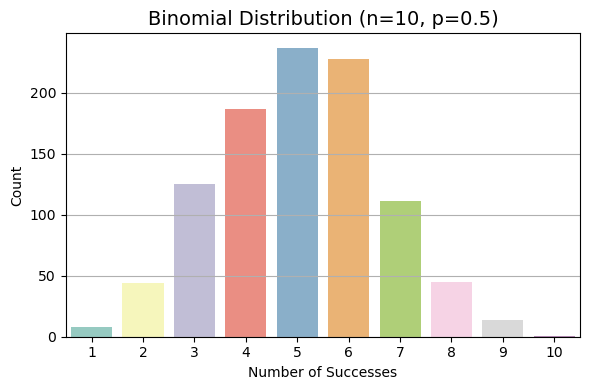 Binomial Distribution (n=10, p=0.5)
Count
200
150
100
50
0
1 2 3 4 5 6 7 8 9 10
Number of Successes